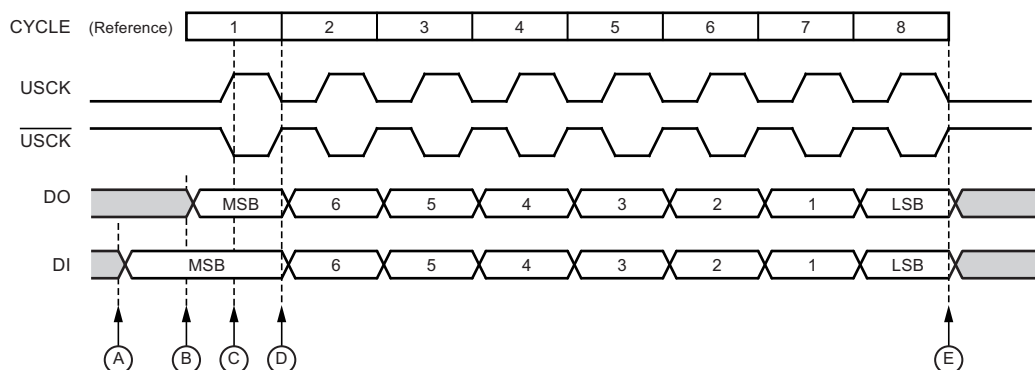 CYCLE (Reference) 1 2 3 4 5 6 7 8
USCK
USCK
DO MSB 6 5 4 3 2 1 LSB
DI MSB 6 5 4 3 2 1 LSB
A B C D E